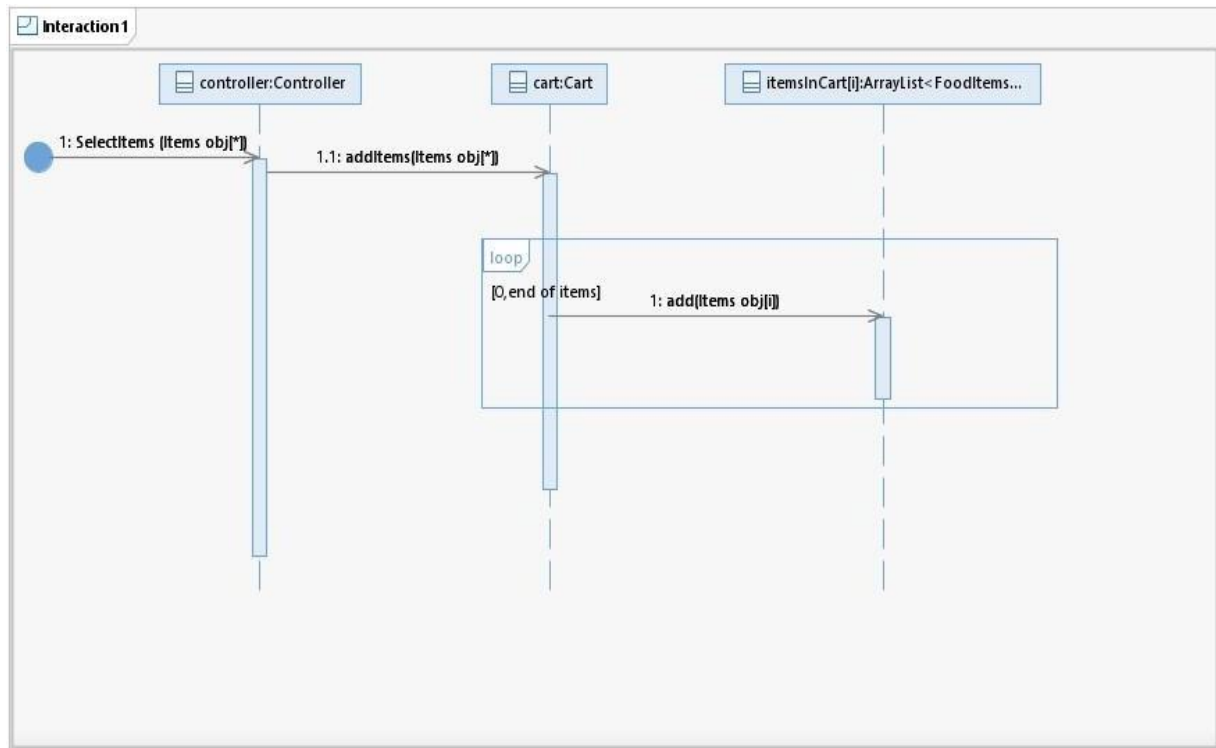 Interaction1
controller:Controller
cart:Cart
itemsInCart[i]:ArrayList<FoodItems...
1: SelectItems (Items obj[*])
1.1: addItems(Items obj[*])
loop
[0,end of items]
1: add(Items obj[i])